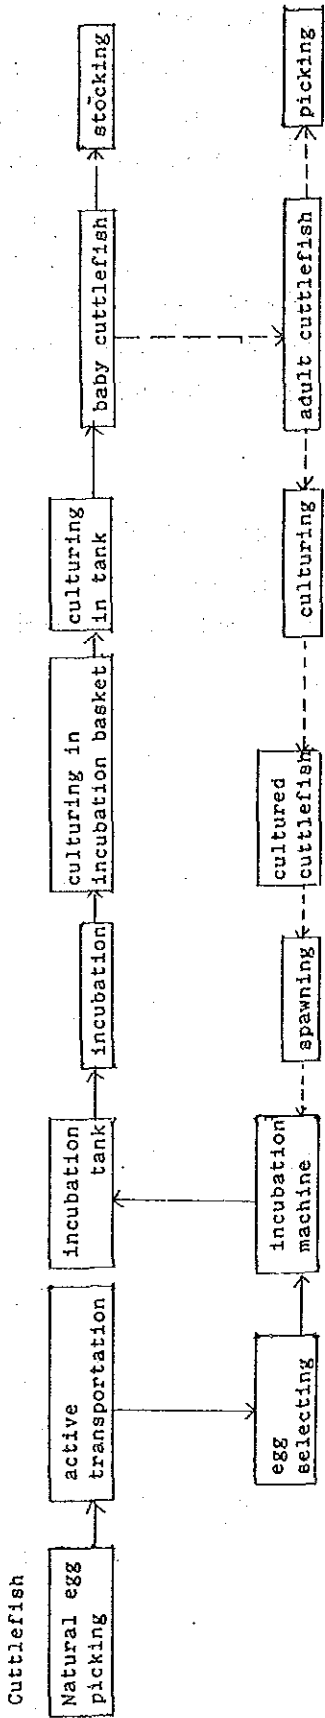 Cuttlefish
Natural egg
picking
active
transportation
incubation
tank
incubation
culturing in
incubation basket
culturing
in tank
baby cuttlefish
stocking
egg
selecting
incubation
machine
spawning
cultured
cuttlefish
culturing
adult cuttlefish
picking